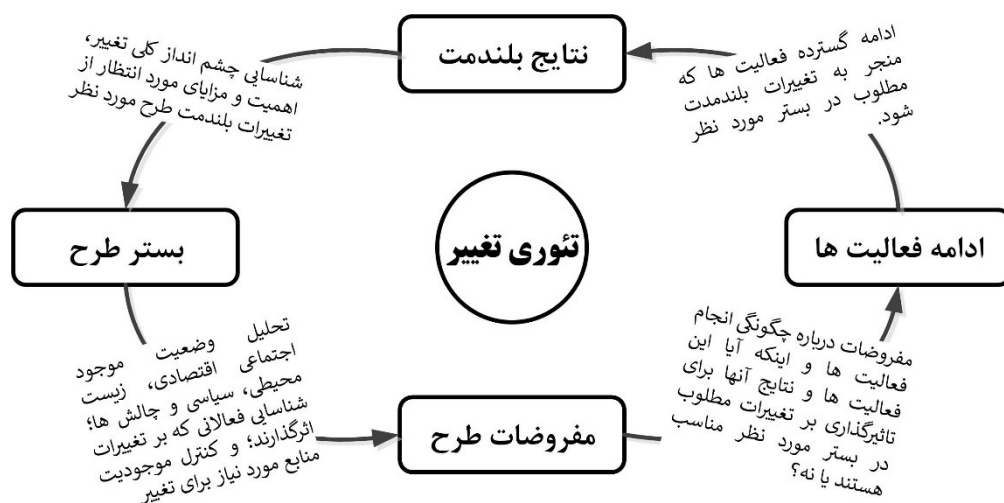 نتایج بلندمت
ادامه گسترده فعالیت ها که
منجر به تغییرات بلندمدت
مطلوب در بستر مورد نظر
شود.
شناسایی چشم انداز کلی تغییر،
اهمیت و مزایای مورد انتظار از
تغییرات بلندمت طرح مورد نظر
ادامه فعالیت ها
تئوری تغییر
بستر طرح
مفروضات درباره چگونگی انجام
فعالیت ها و اینکه آیا این
فعالیت ها و نتایج آنها برای
تاثیرگذاری بر تغییرات مطلوب
در بستر مورد نظر مناسب
هستند یا نه؟
مفروضات طرح
تحلیل وضعیت موجود
اجتماعی اقتصادی، زیست
محیطی، سیاسی و چالش ها؛
شناسایی فعالانی که بر تغییرات
اثرگذارند؛ و کنترل موجودیت
منابع مورد نیاز برای تغییر